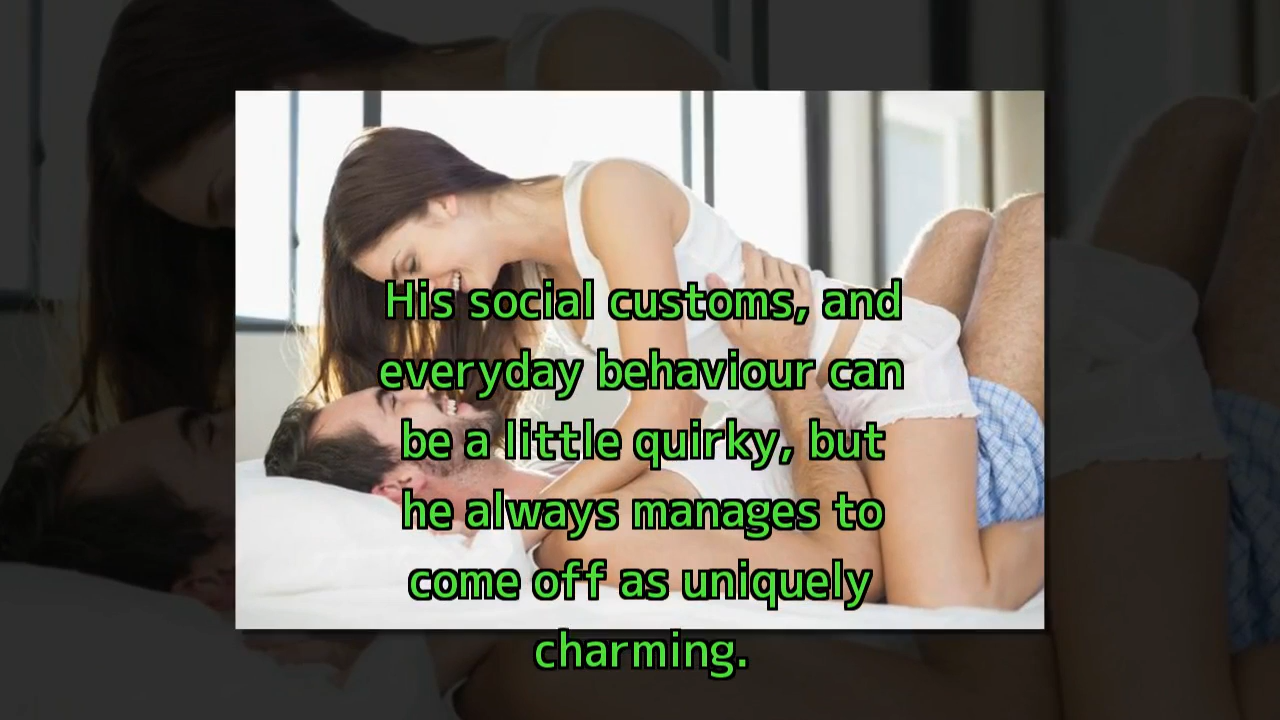 His social customs, and
everyday behaviour can
be a little quirky, but
he always manages to
come off as uniquely
charming.